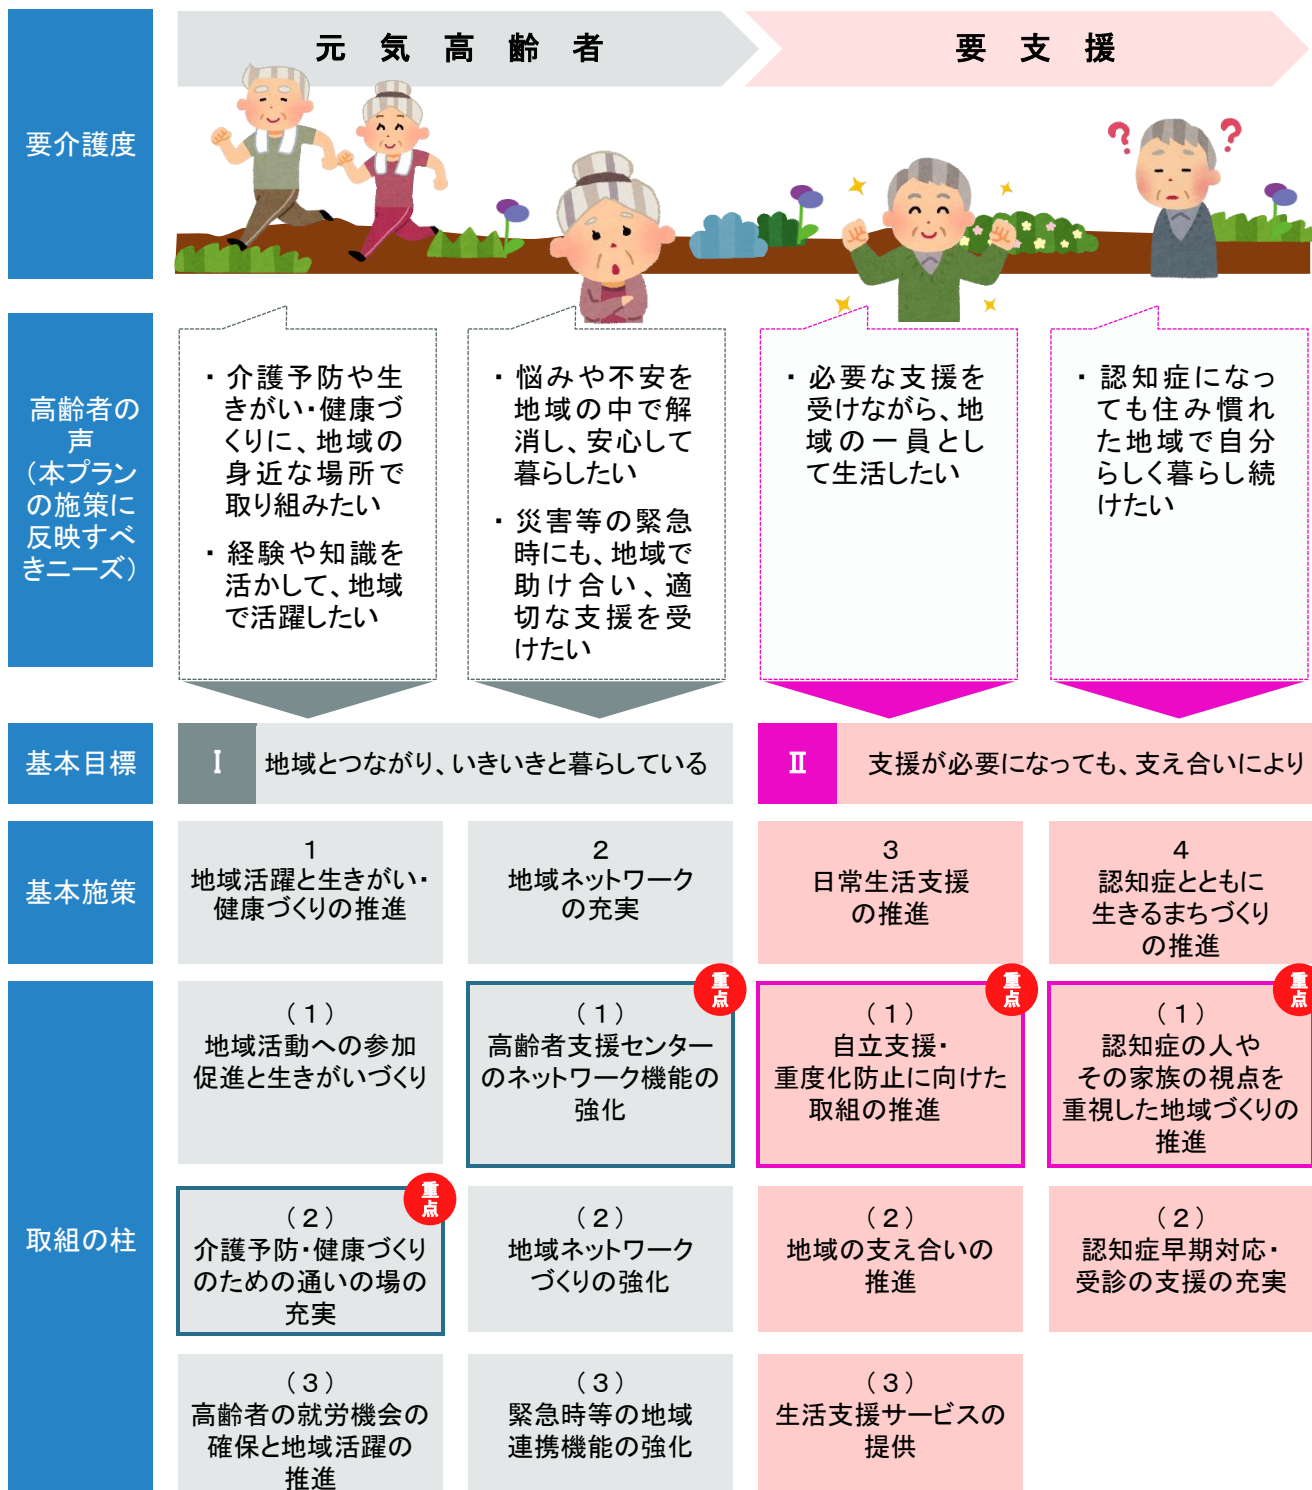 元気高齢者
要支援
要介護度
高齢者の
声
（本プラン
の施策に
反映すべ
きニーズ）
・介護予防や生
きがい・健康づ
くりに、地域の
身近な場所で
取り組みたい
・経験や知識を
活かして、地域
で活躍したい
・悩みや不安を
地域の中で解
消し、安心して
暮らしたい
・災害等の緊急
時にも、地域で
助け合い、適
切な支援を受
けたい
・必要な支援を
受けながら、地
域の一員とし
て生活したい
・認知症になっ
ても住み慣れ
た地域で自分
らしく暮らし続
けたい
基本目標
Ⅰ
地域とつながり、いきいきと暮らしている
Ⅱ
支援が必要になっても、支え合いにより
基本施策
1
地域活躍と生きがい・
健康づくりの推進
2
地域ネットワーク
の充実
3
日常生活支援
の推進
4
認知症とともに
生きるまちづくり
の推進
取組の柱
（1）
地域活動への参加
促進と生きがいづくり
重点
（1）
高齢者支援センター
のネットワーク機能の
強化
重点
（1）
自立支援・
重度化防止に向けた
取組の推進
重点
（1）
認知症の人や
その家族の視点を
重視した地域づくりの
推進
重点
（2）
介護予防・健康づくり
のための通いの場の
充実
（2）
地域ネットワーク
づくりの強化
（2）
地域の支え合いの
推進
（2）
認知症早期対応・
受診の支援の充実
（3）
高齢者の就労機会の
確保と地域活躍の
推進
（3）
緊急時等の地域
連携機能の強化
（3）
生活支援サービスの
提供